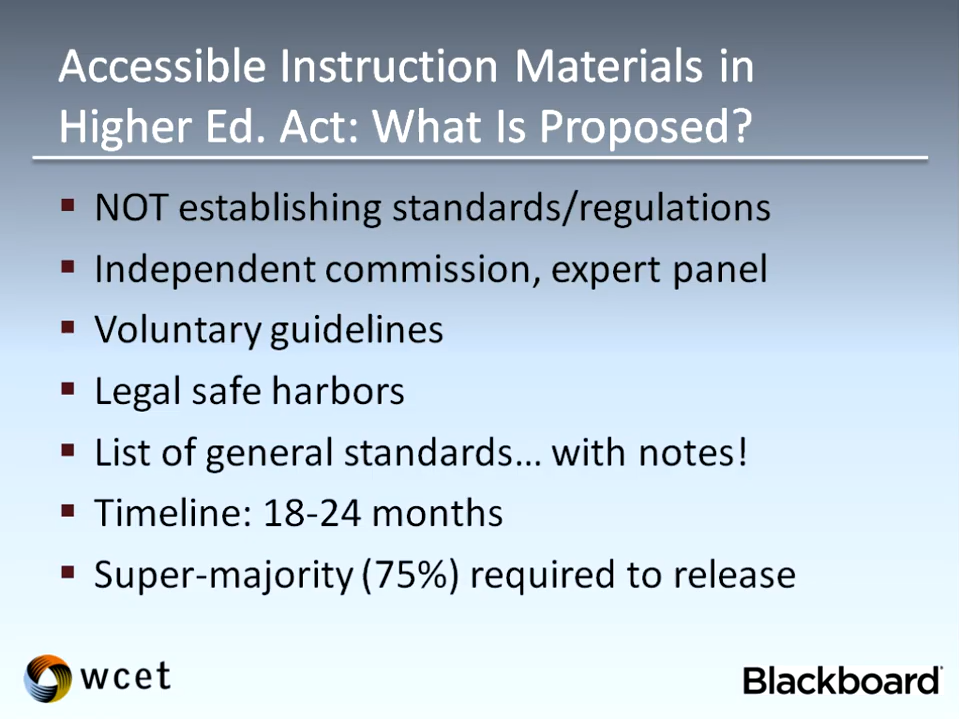 Accessible Instruction Materials in
Higher Ed. Act: What Is Proposed?
NOT establishing standards/regulations
Independent commission, expert panel
Voluntary guidelines
Legal safe harbors
List of general standards… with notes!
Timeline: 18-24 months
Super-majority (75%) required to release
wcet
Blackboard